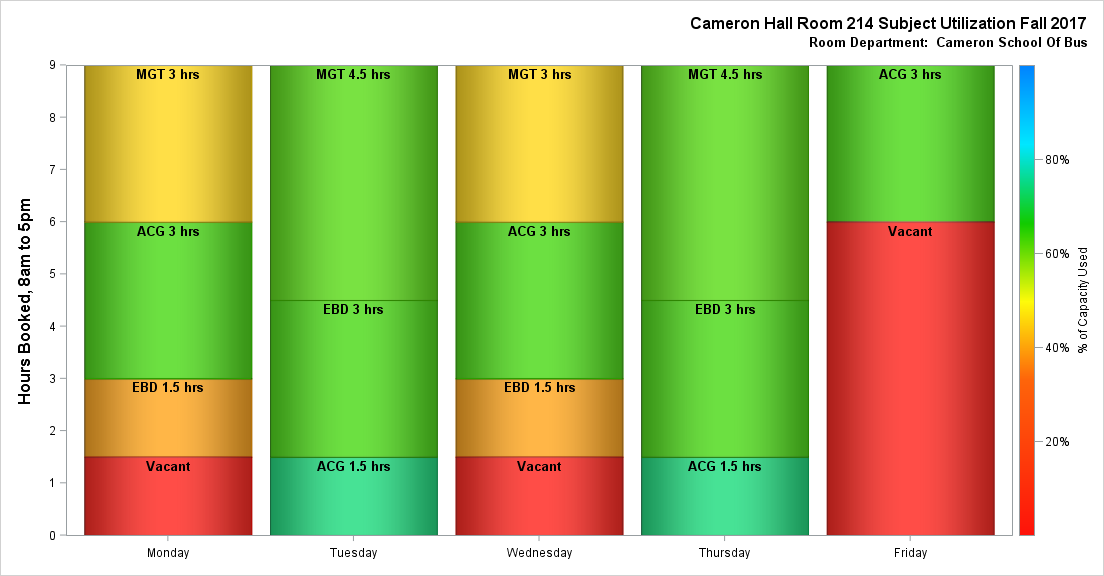 Cameron Hall Room 214 Subject Utilization Fall 2017
Room Department:  Cameron School Of Bus
Hours Booked, 8am to 5pm
9
8
7
6
5
4
3
2
1
0
MGT 3 hrs
ACG 3 hrs
EBD 1.5 hrs
Vacant
MGT 4.5 hrs
EBD 3 hrs
ACG 1.5 hrs
MGT 3 hrs
ACG 3 hrs
EBD 1.5 hrs
Vacant
MGT 4.5 hrs
EBD 3 hrs
ACG 1.5 hrs
ACG 3 hrs
Vacant
Monday
Tuesday
Wednesday
Thursday
Friday
80%
60%
40%
20%
% of Capacity Used